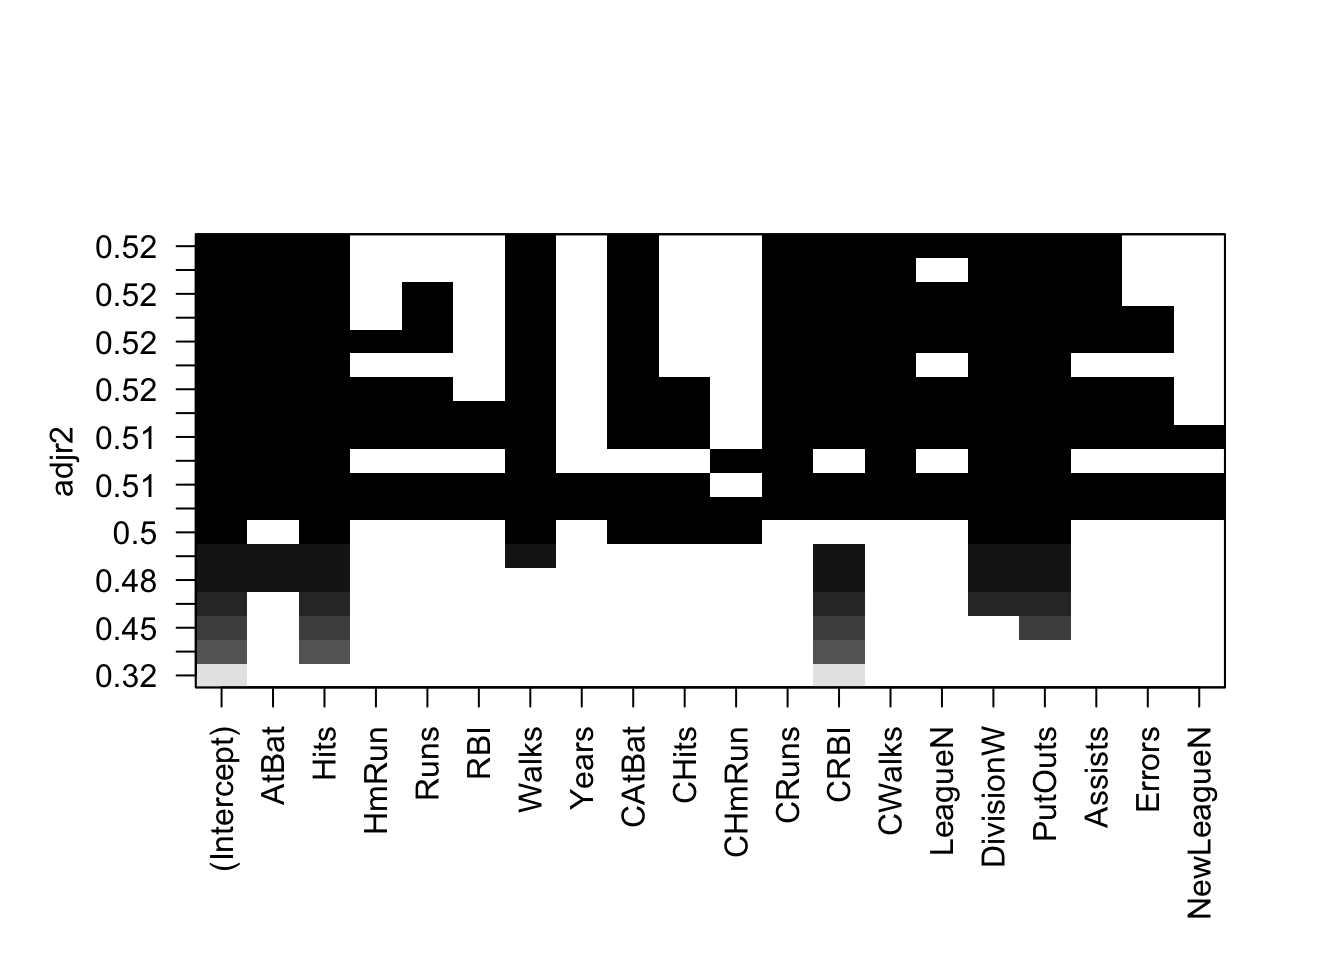 adjr2
0.52
0.52
0.52
0.52
0.51
0.51
0.5
0.48
0.45
0.32
(Intercept)
AtBat
Hits
HmRun
Runs
RBI
Walks
Years
CAtBat
CHits
CHmRun
CRuns
CRBI
CWalks
LeagueN
DivisionW
PutOuts
Assists
Errors
NewLeagueN